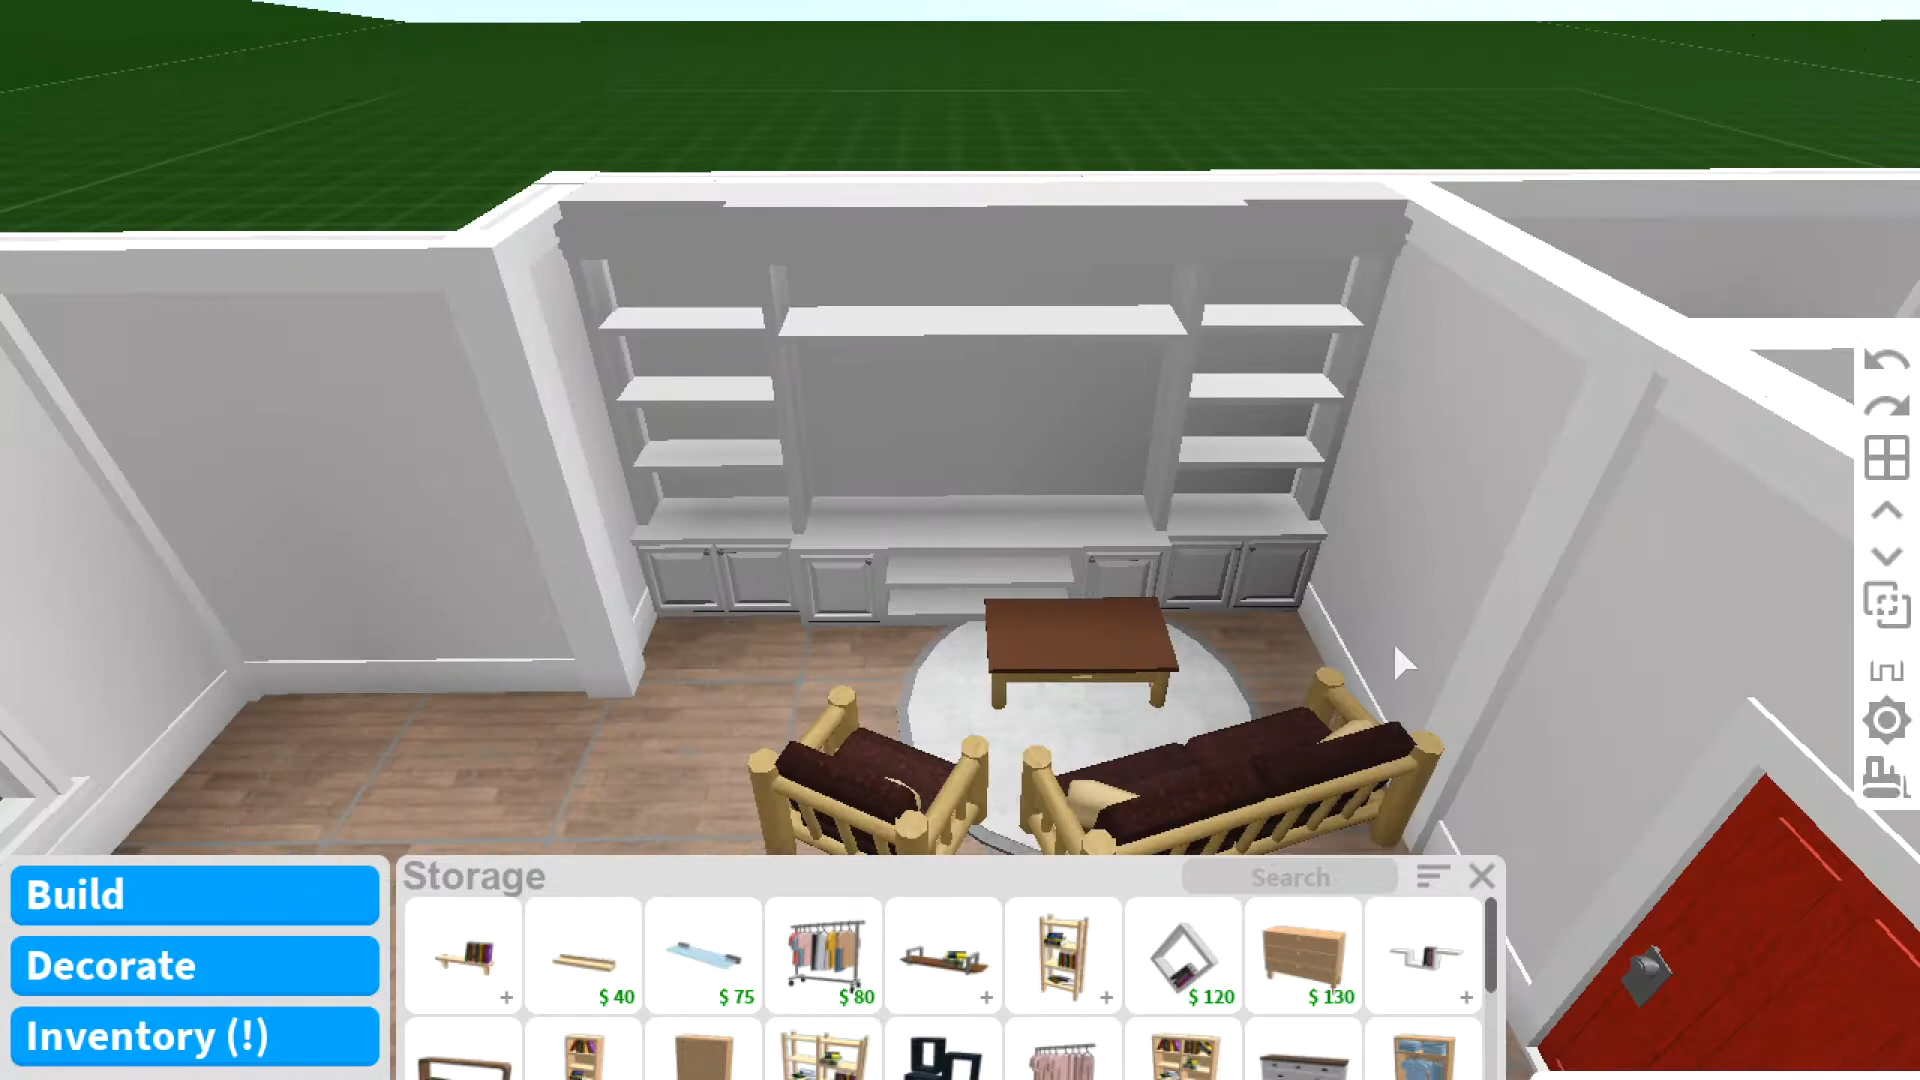 Storage
Search
Build
Decorate
Inventory (!)
$ 40
$ 75
$ 80
$ 120
$ 130